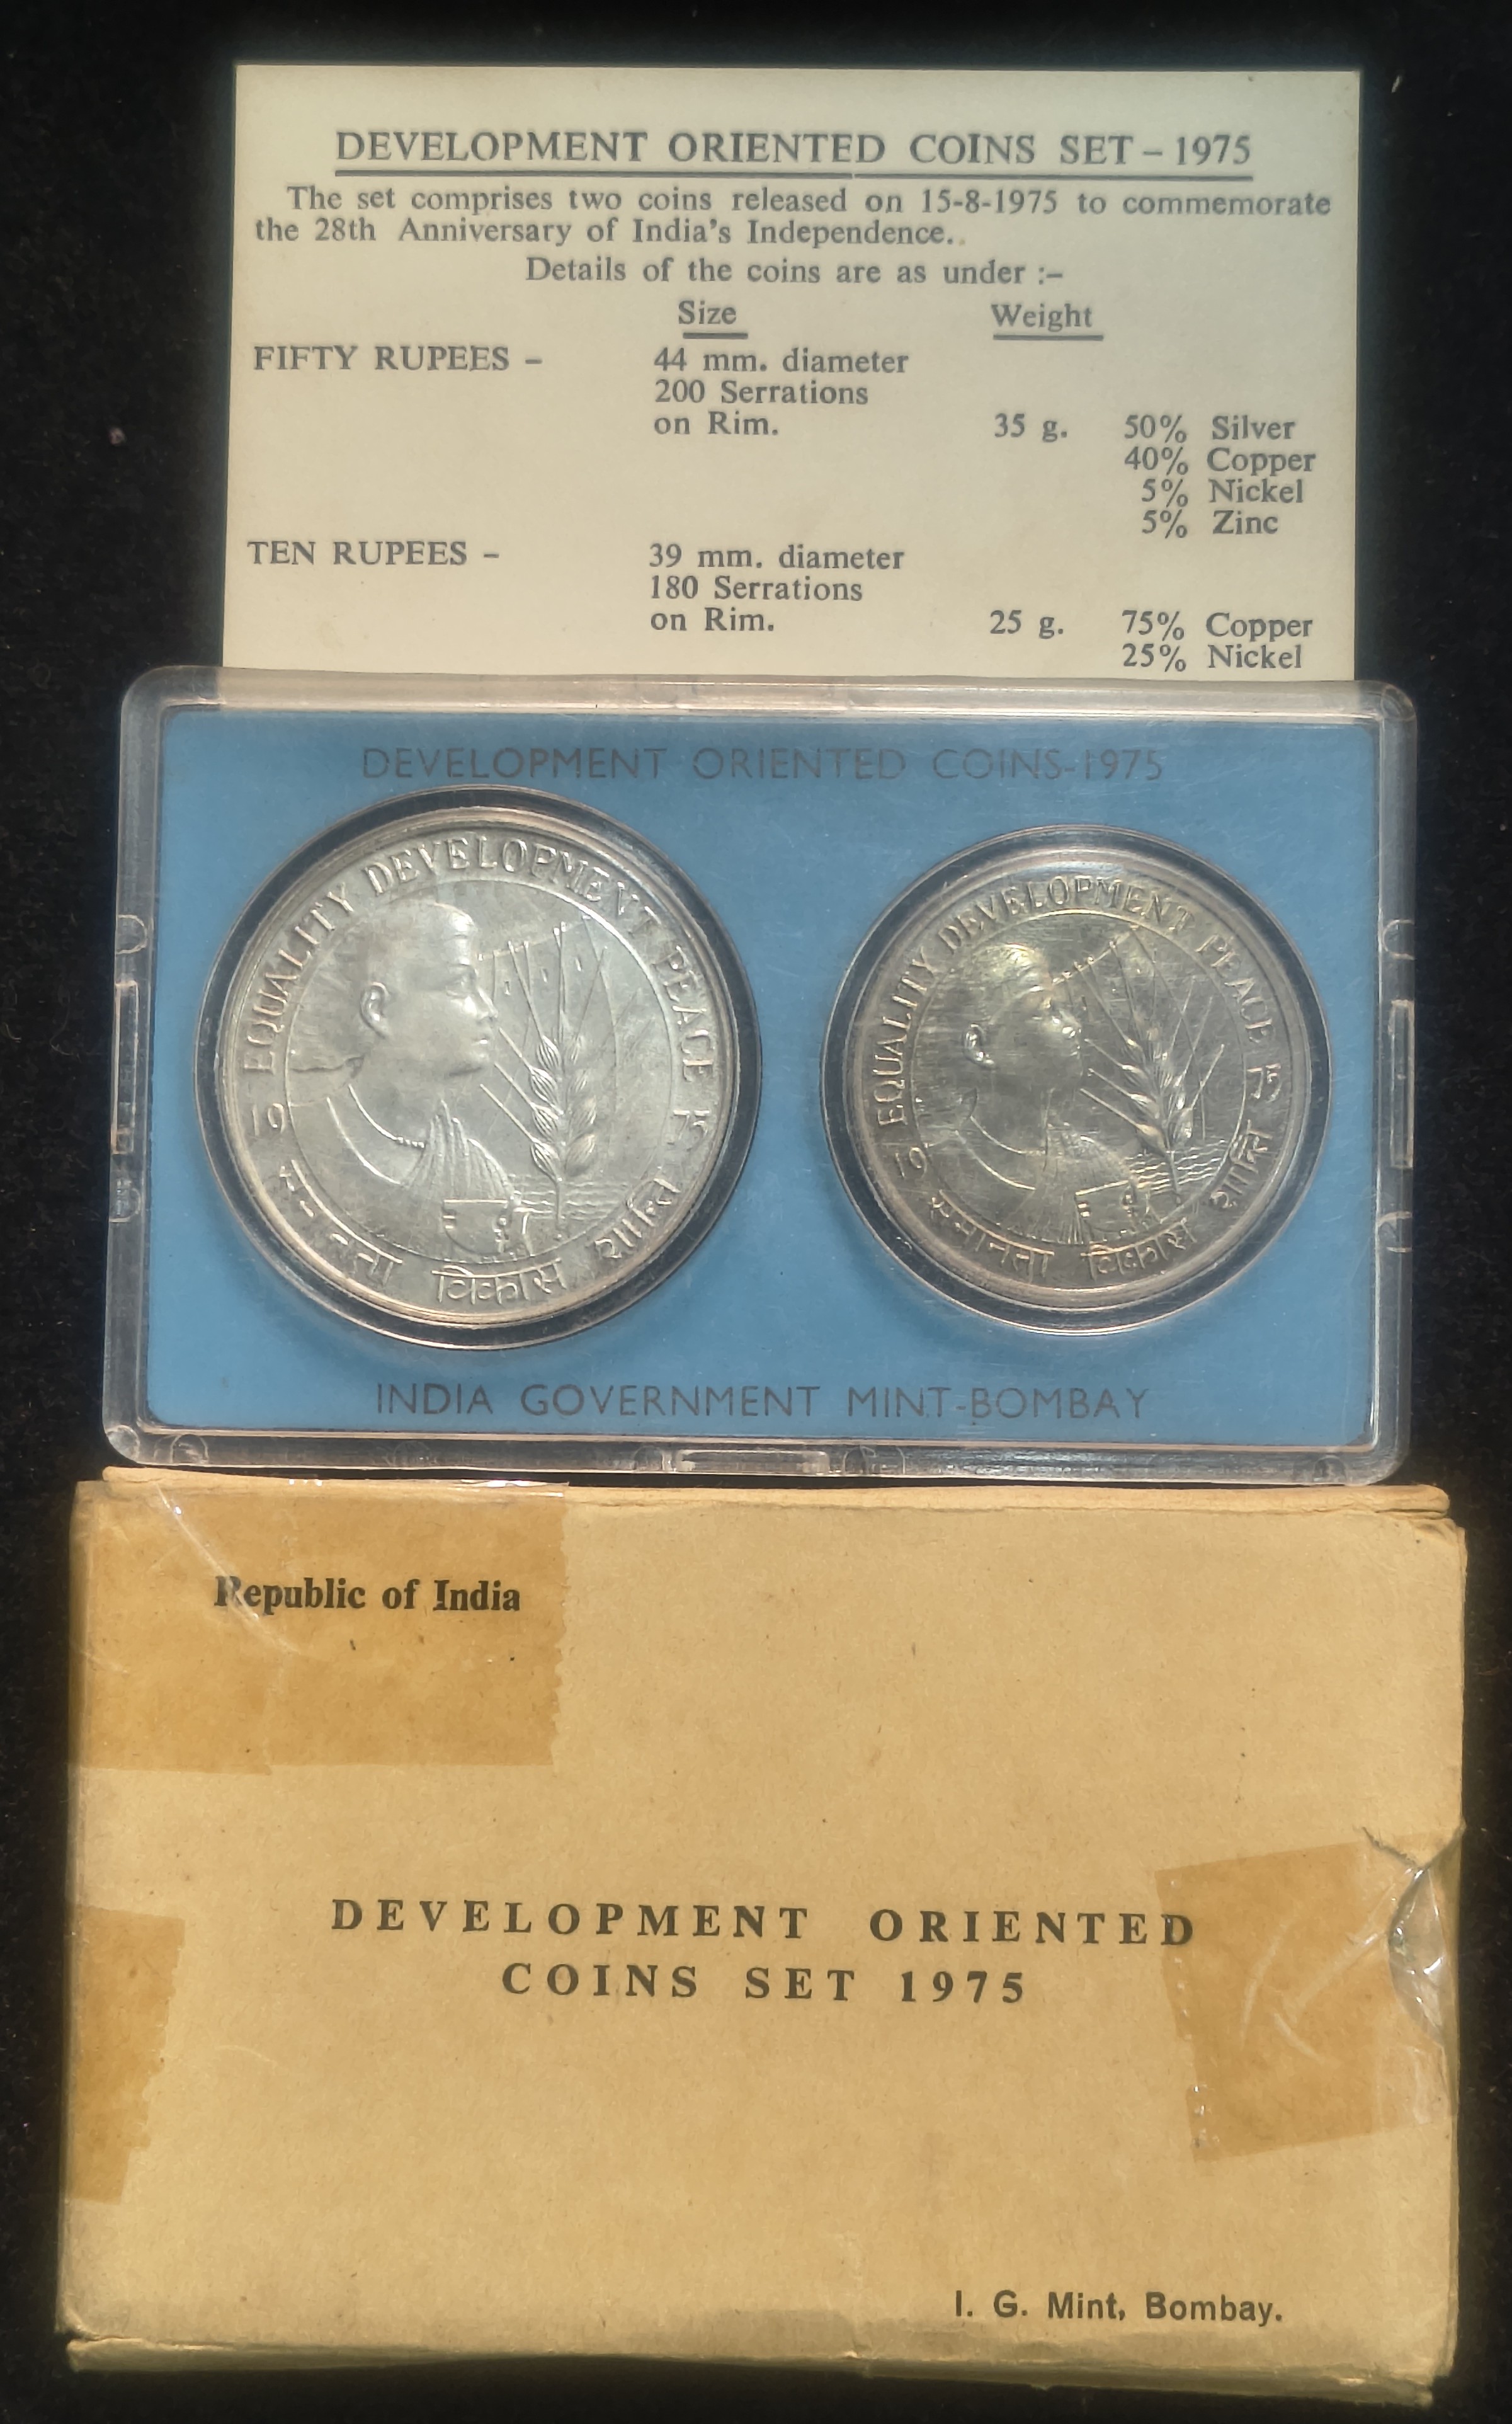 DEVELOPMENT ORIENTED COINS SET – 1975
The set comprises two coins released on 15-8-1975 to commemorate
the 28th Anniversary of India's Independence..
Details of the coins are as under :–
Size Weight
FIFTY RUPEES – 44 mm. diameter
200 Serrations
on Rim. 35 g. 50% Silver
40% Copper
5% Nickel
5% Zinc
TEN RUPEES – 39 mm. diameter
180 Serrations
on Rim. 25 g. 75% Copper
25% Nickel
DEVELOPMENT ORIENTED COINS-1975
EQUALITY DEVELOPMENT PEACE
19 75
विकास शान्ति
EQUALITY DEVELOPMENT PEACE
19 75
समानता विकास शान्ति
INDIA GOVERNMENT MINT-BOMBAY
Republic of India
DEVELOPMENT ORIENTED
COINS SET 1975
I. G. Mint, Bombay.